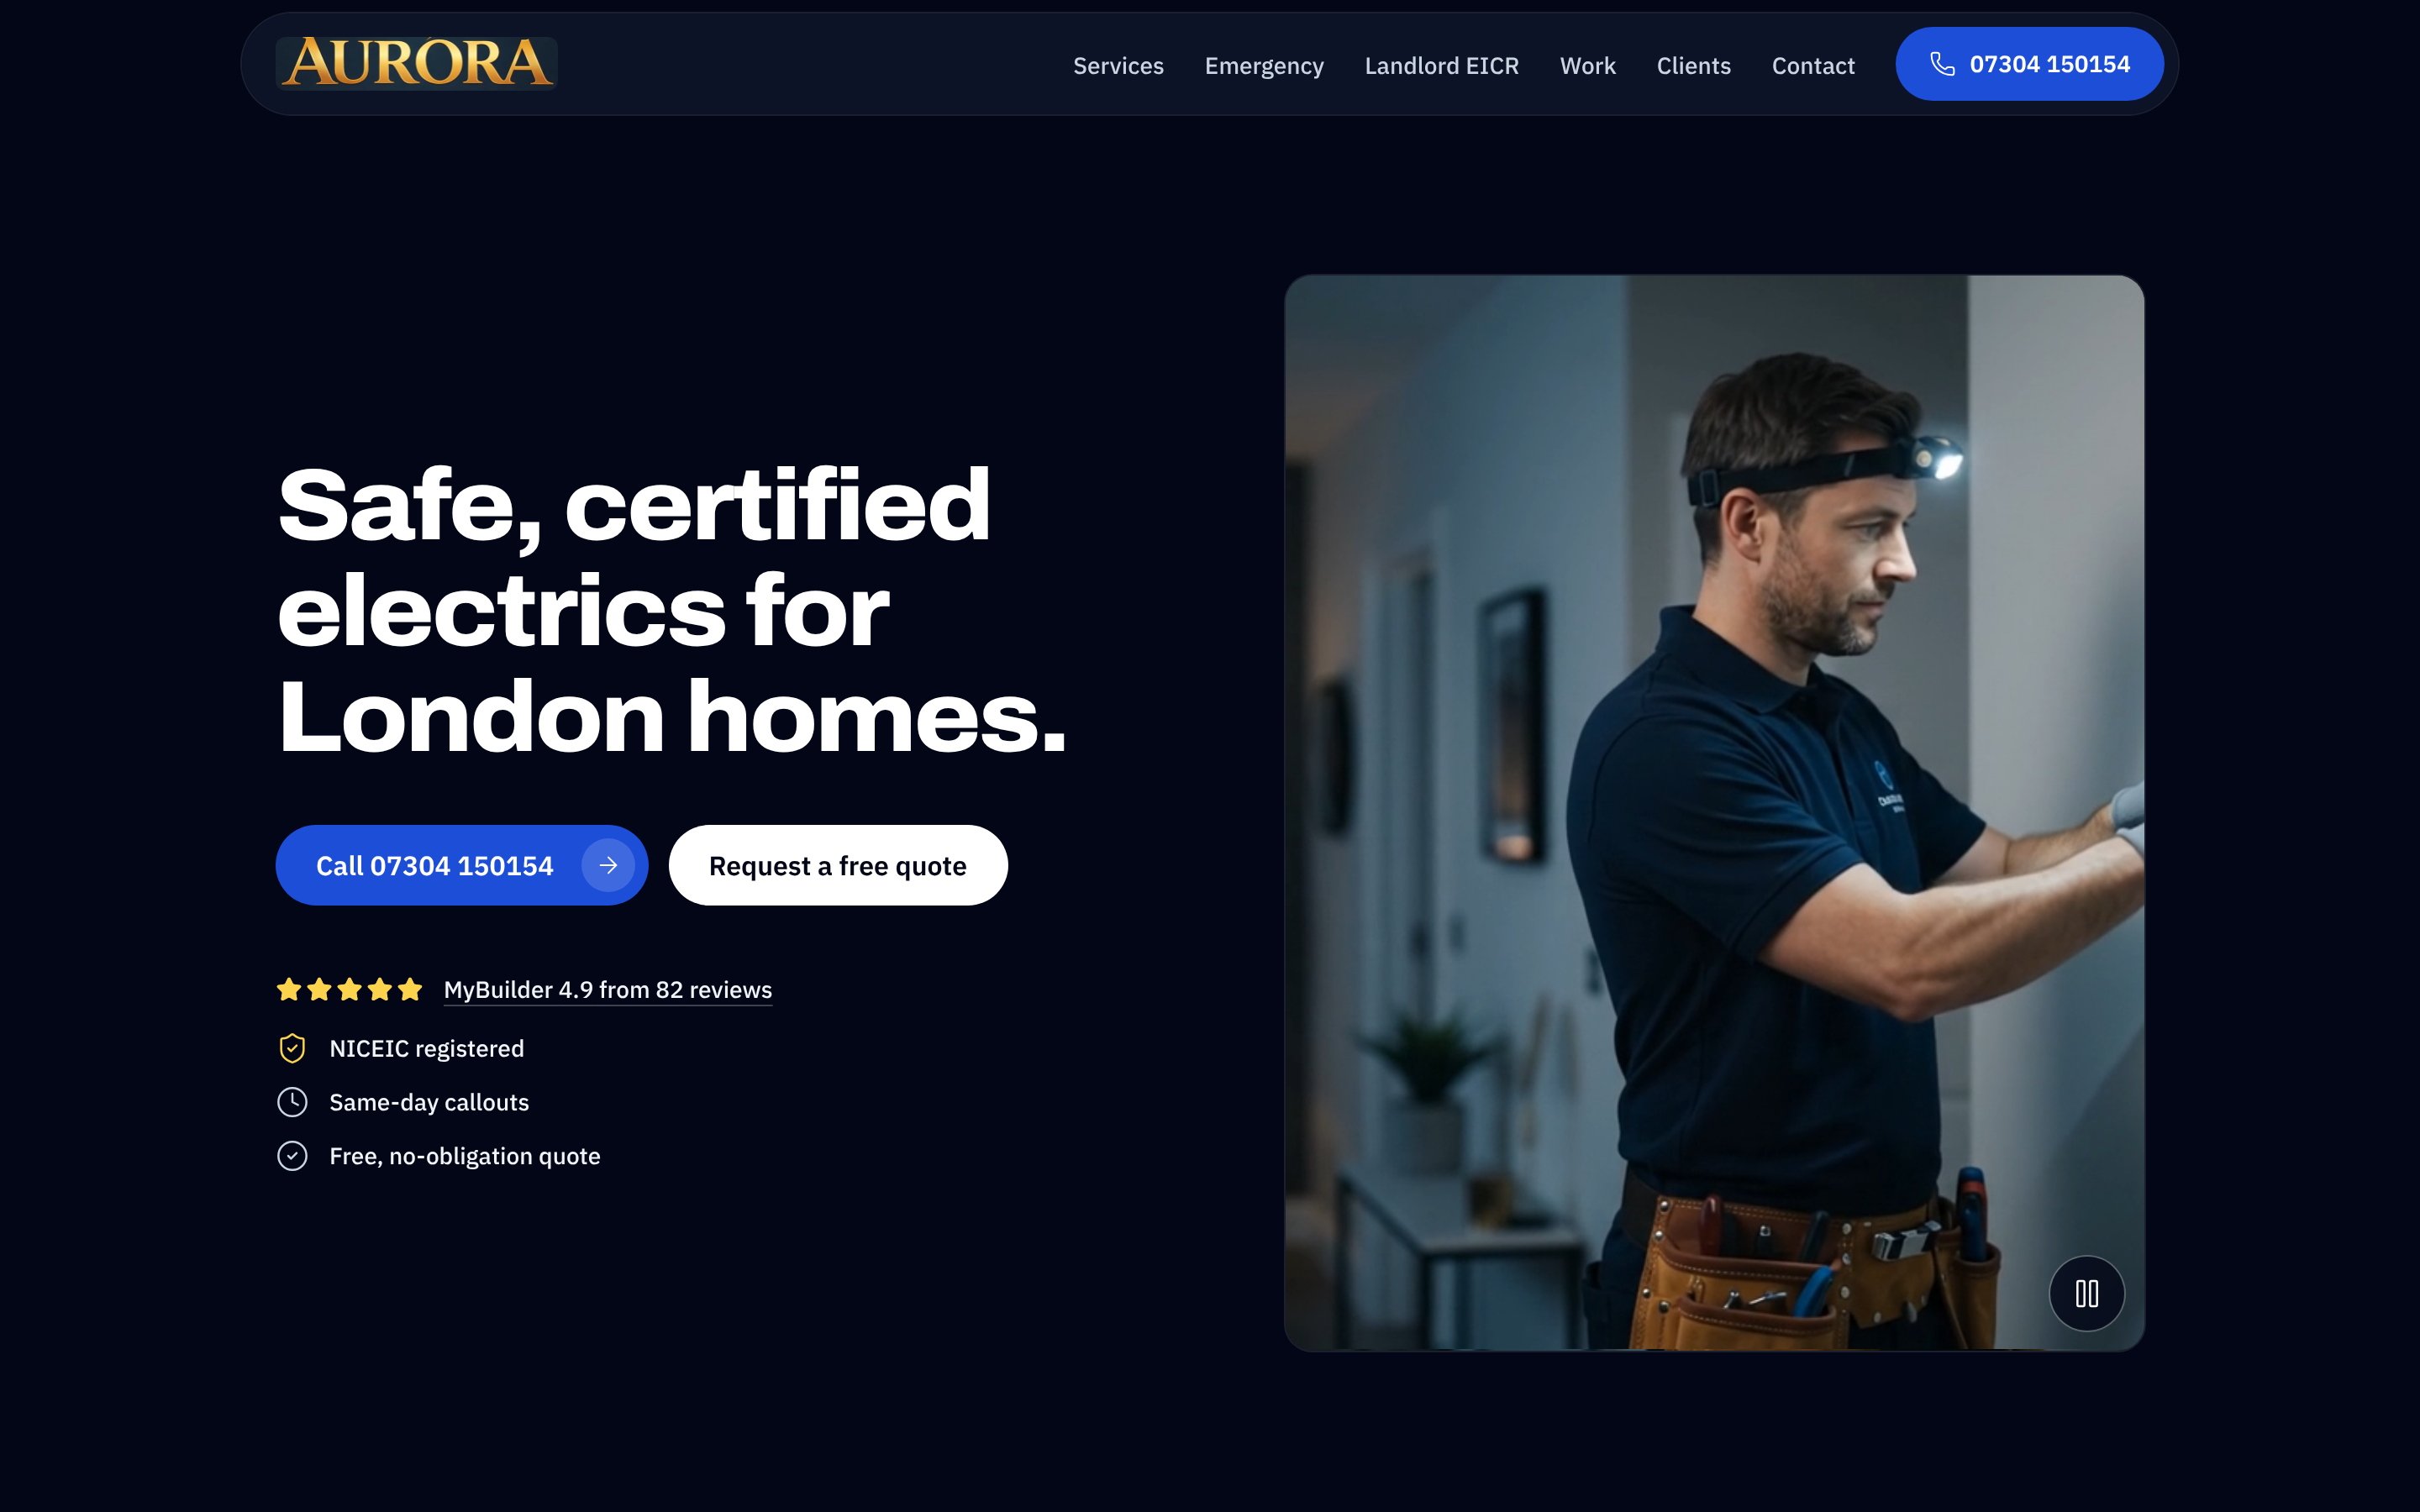 AURORA
Services
Emergency
Landlord EICR
Work
Clients
Contact
07304 150154
Safe, certified
electrics for
London homes.
Call 07304 150154
Request a free quote
MyBuilder 4.9 from 82 reviews
NICEIC registered
Same-day callouts
Free, no-obligation quote